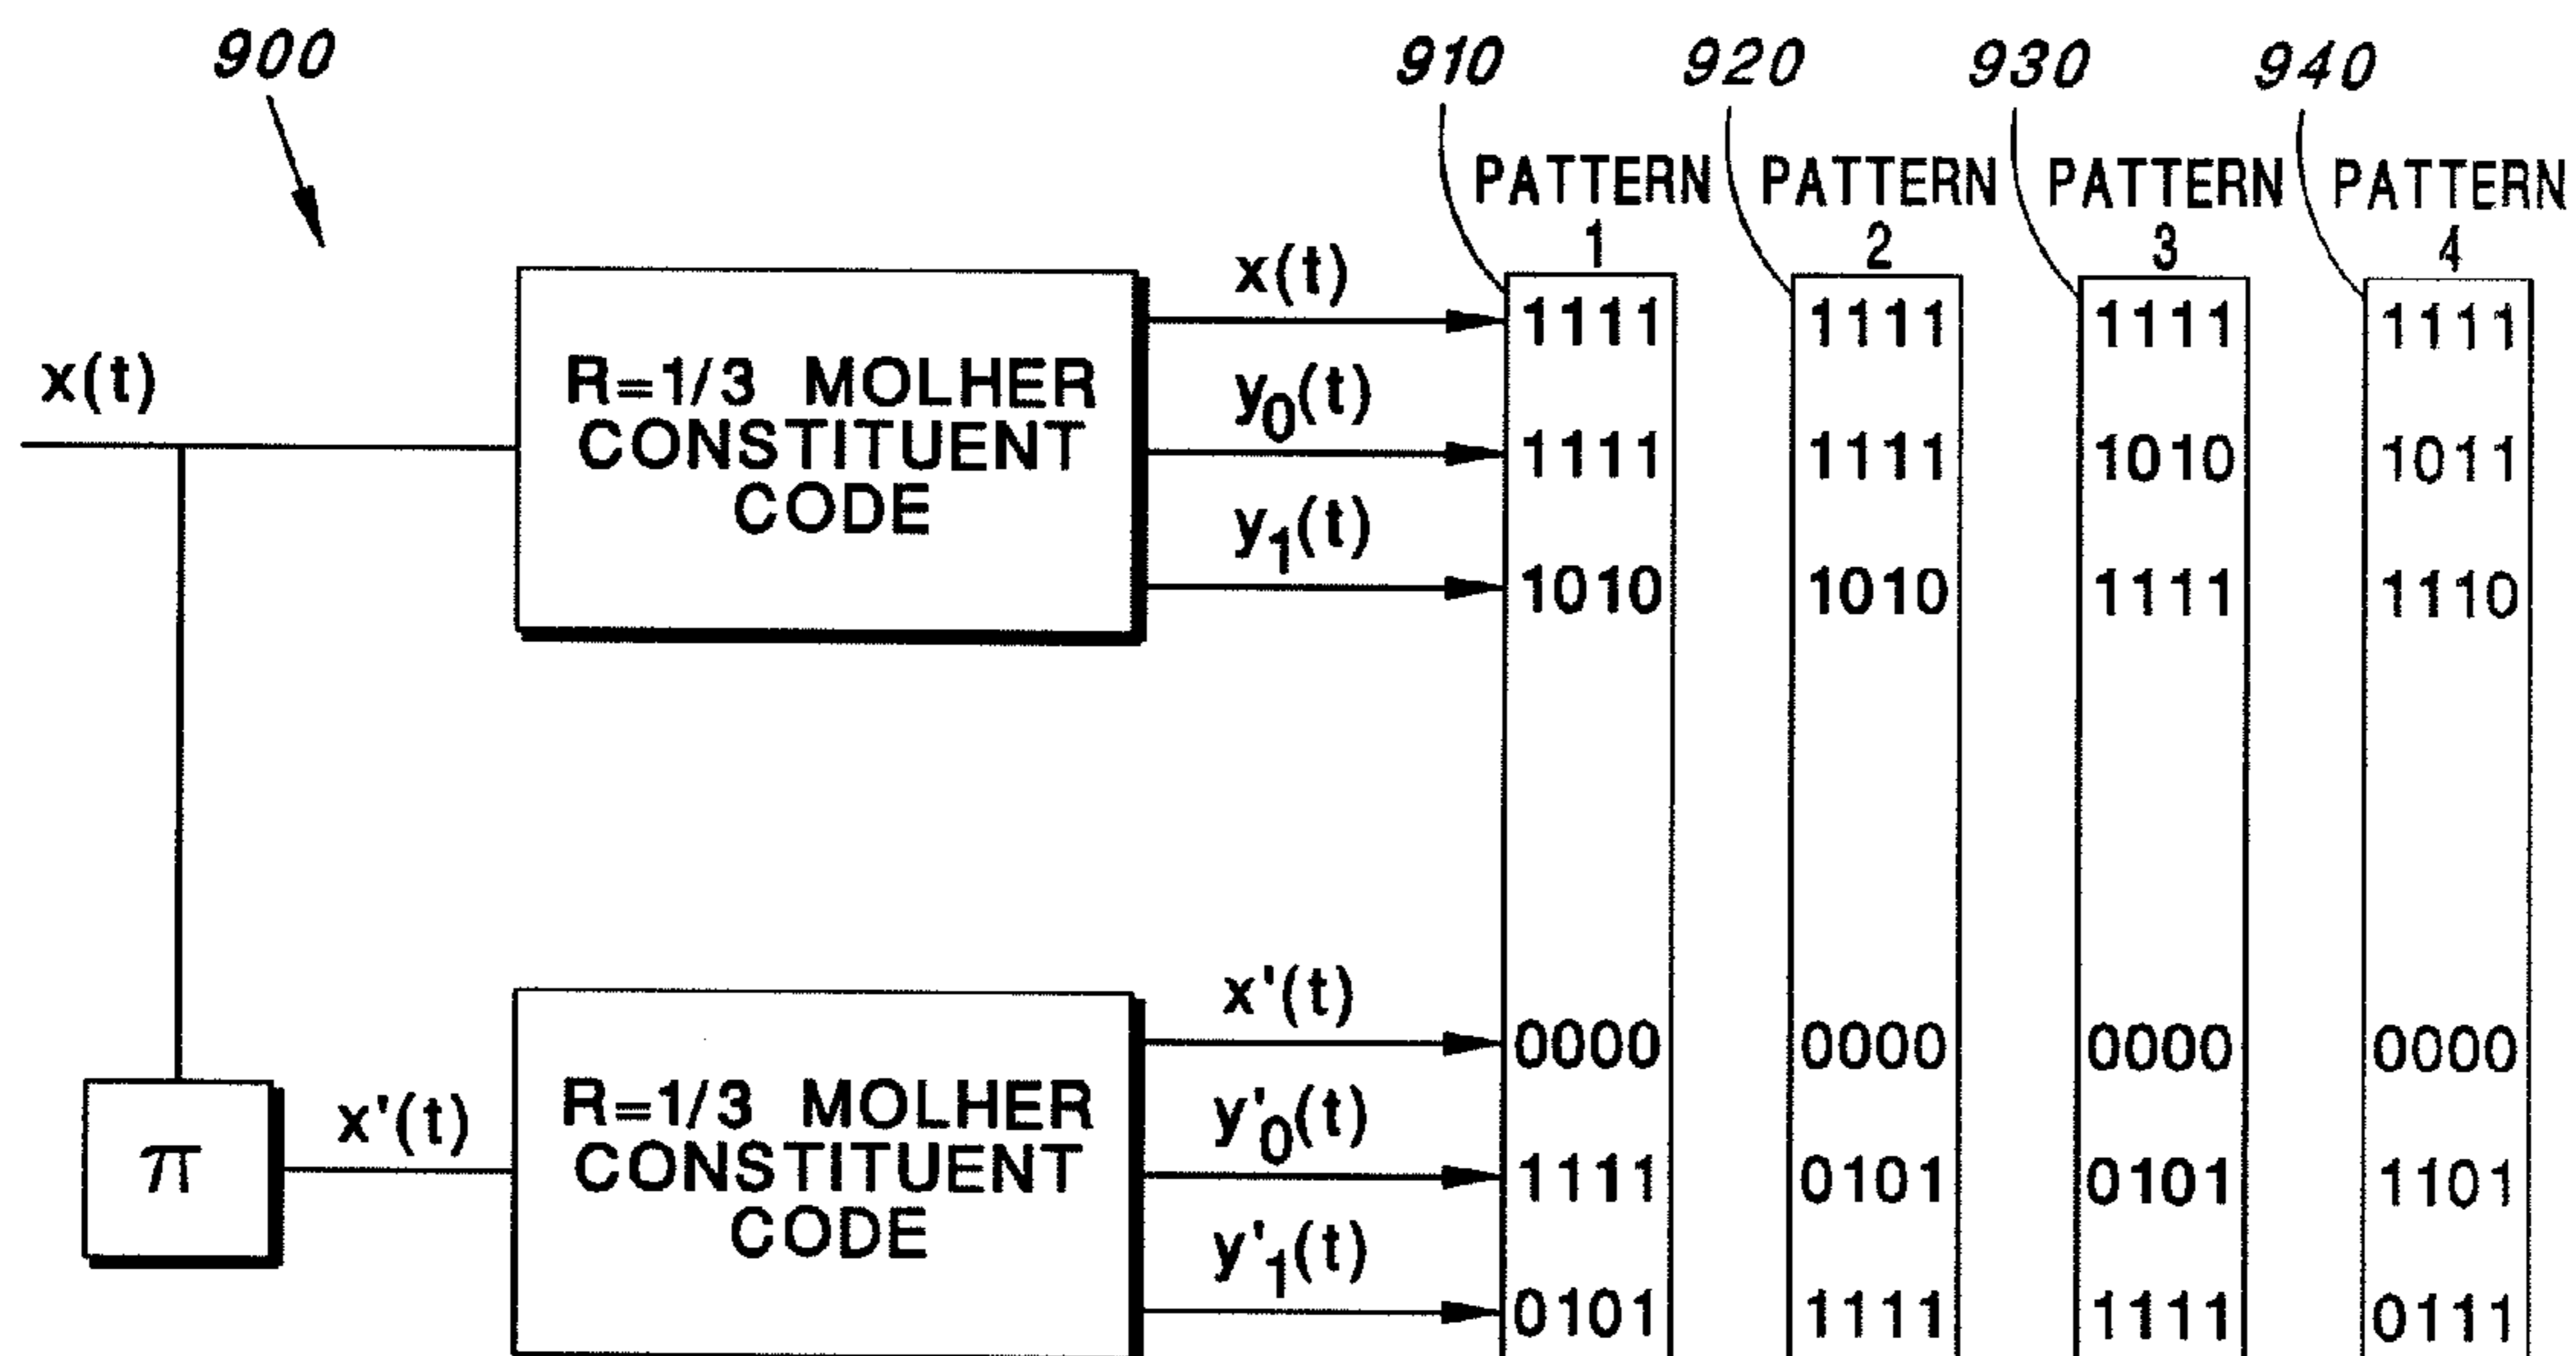 900
910 920 930 940
PATTERN 1
PATTERN 2
PATTERN 3
PATTERN 4
x(t)
R=1/3 MOLHER
CONSTITUENT
CODE
x(t) 1111 1111 1111 1111
y0(t) 1111 1111 1010 1011
y1(t) 1010 1010 1111 1110
π
x'(t)
R=1/3 MOLHER
CONSTITUENT
CODE
x'(t) 0000 0000 0000 0000
y'0(t) 1111 0101 0101 1101
y'1(t) 0101 1111 1111 0111